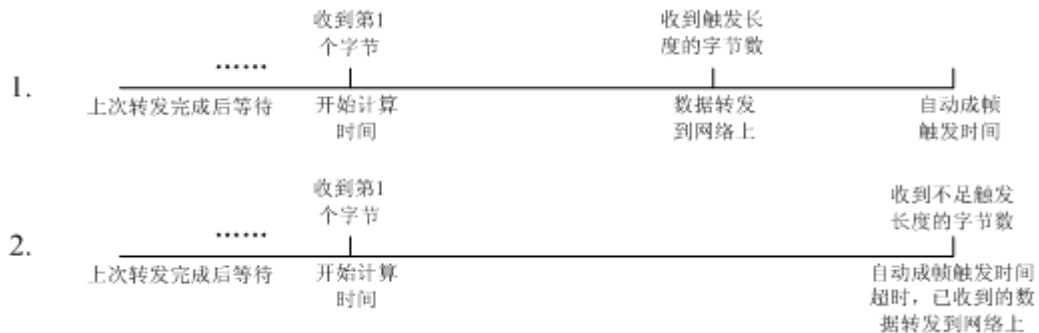 收到第1
个字节
收到触发长
度的字节数
......
1.
上次转发完成后等待
开始计算
时间
数据转发
到网络上
自动成帧
触发时间
收到第1
个字节
收到不足触发
长度的字节数
......
2.
上次转发完成后等待
开始计算
时间
自动成帧触发时间
超时，已收到的数
据转发到网络上